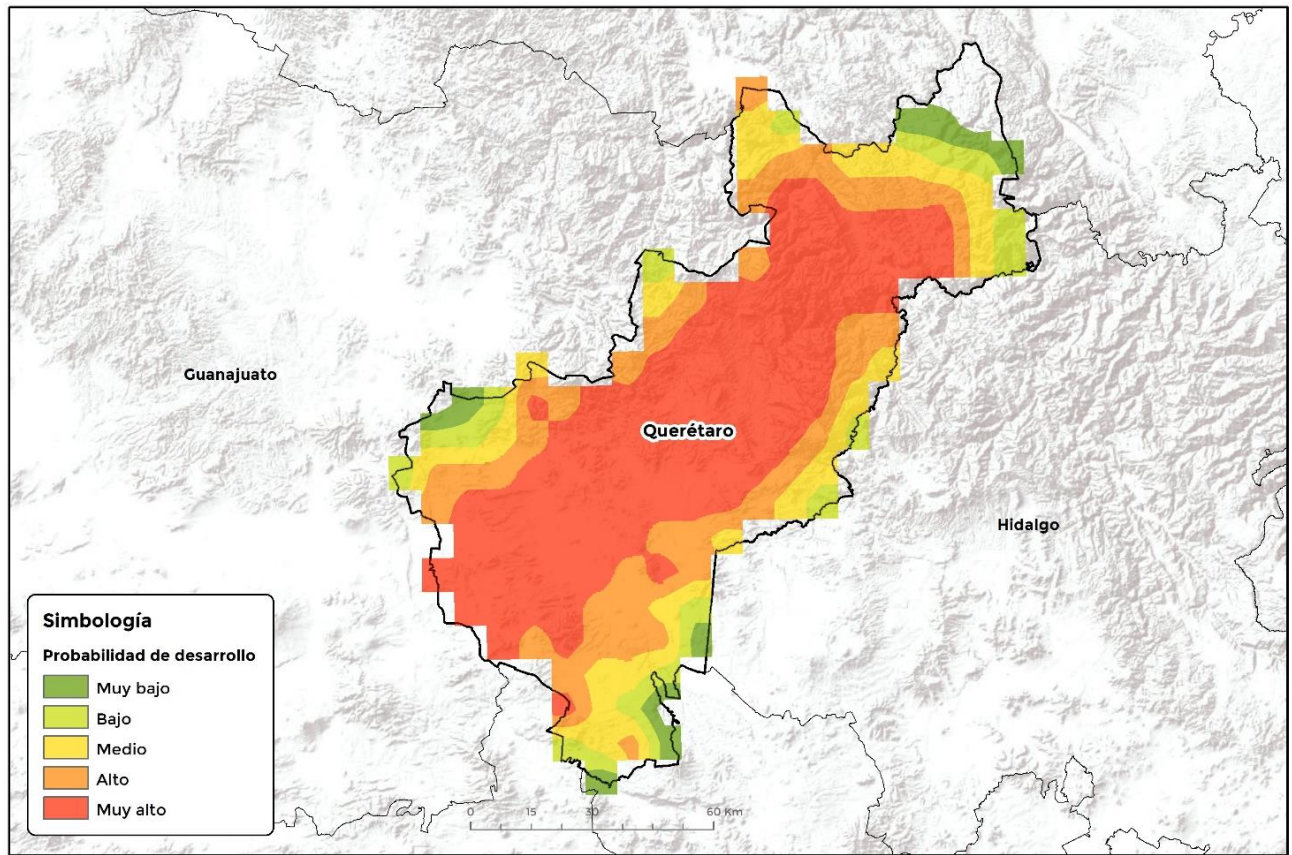 Guanajuato
Querétaro
Hidalgo
Simbología
Probabilidad de desarrollo
Muy bajo
Bajo
Medio
Alto
Muy alto
0 15 30 60 Km